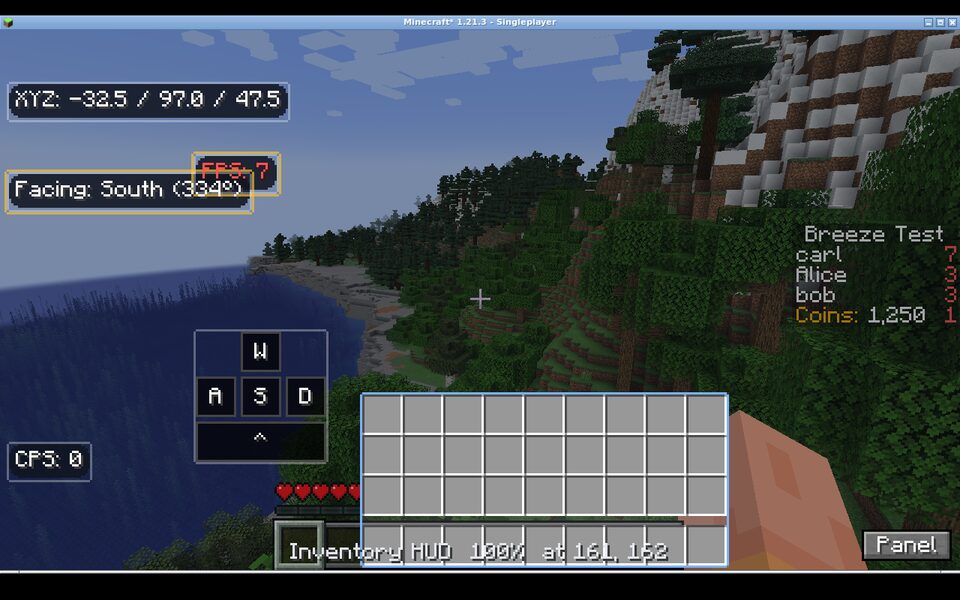 Minecraft* 1.21.3 - Singleplayer
XYZ: -32.5 / 97.0 / 47.5
FPS: 7
Facing: South (334°)
Breeze Test
carl 7
Alice 3
bob 3
Coins: 1,250 1
W
A S D
^
CPS: 0
Inventory HUD 100% at 161, 162
Panel